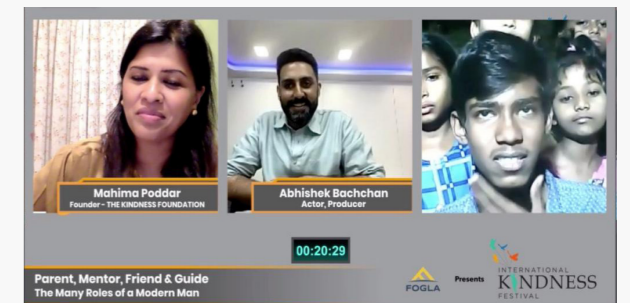 Mahima Poddar
Founder - THE KINDNESS FOUNDATION
Abhishek Bachchan
Actor, Producer
00:20:29
Parent, Mentor, Friend & Guide
The Many Roles of a Modern Man
FOGLA
Presents
INTERNATIONAL
KINDNESS
FESTIVAL